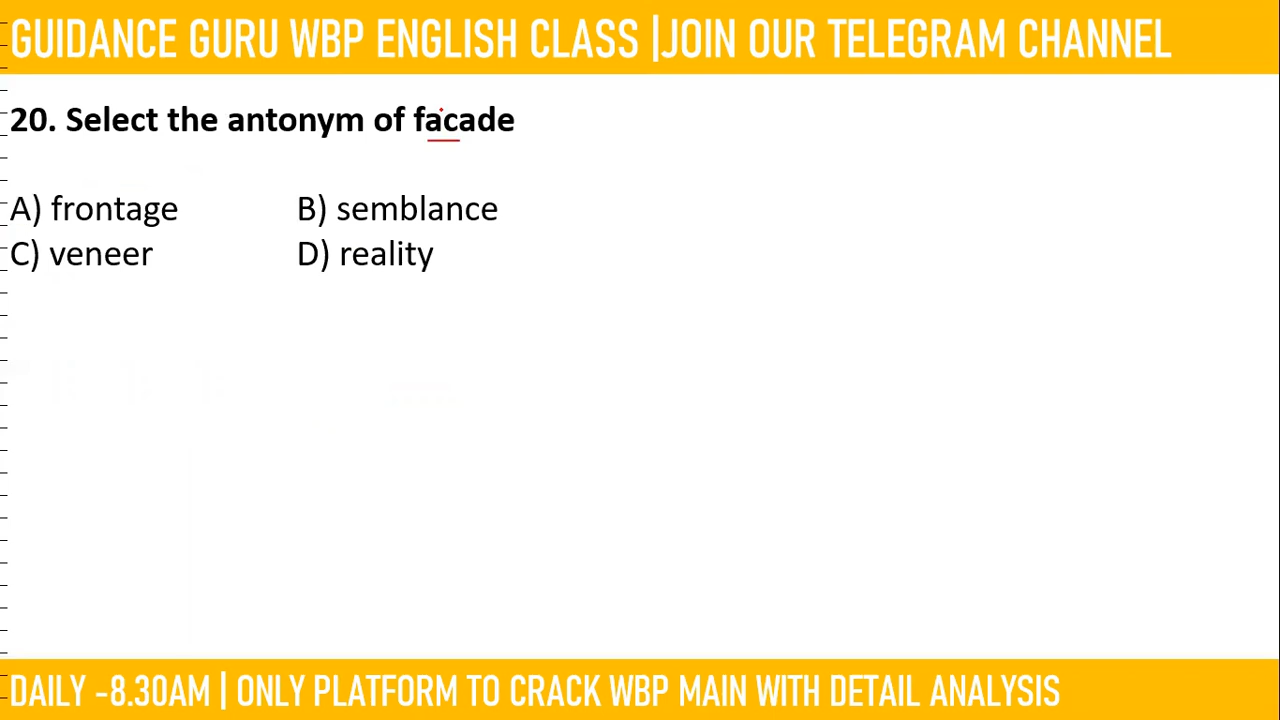 GUIDANCE GURU WBP ENGLISH CLASS |JOIN OUR TELEGRAM CHANNEL
20. Select the antonym of facade
A) frontage B) semblance
C) veneer D) reality
DAILY -8.30AM | ONLY PLATFORM TO CRACK WBP MAIN WITH DETAIL ANALYSIS